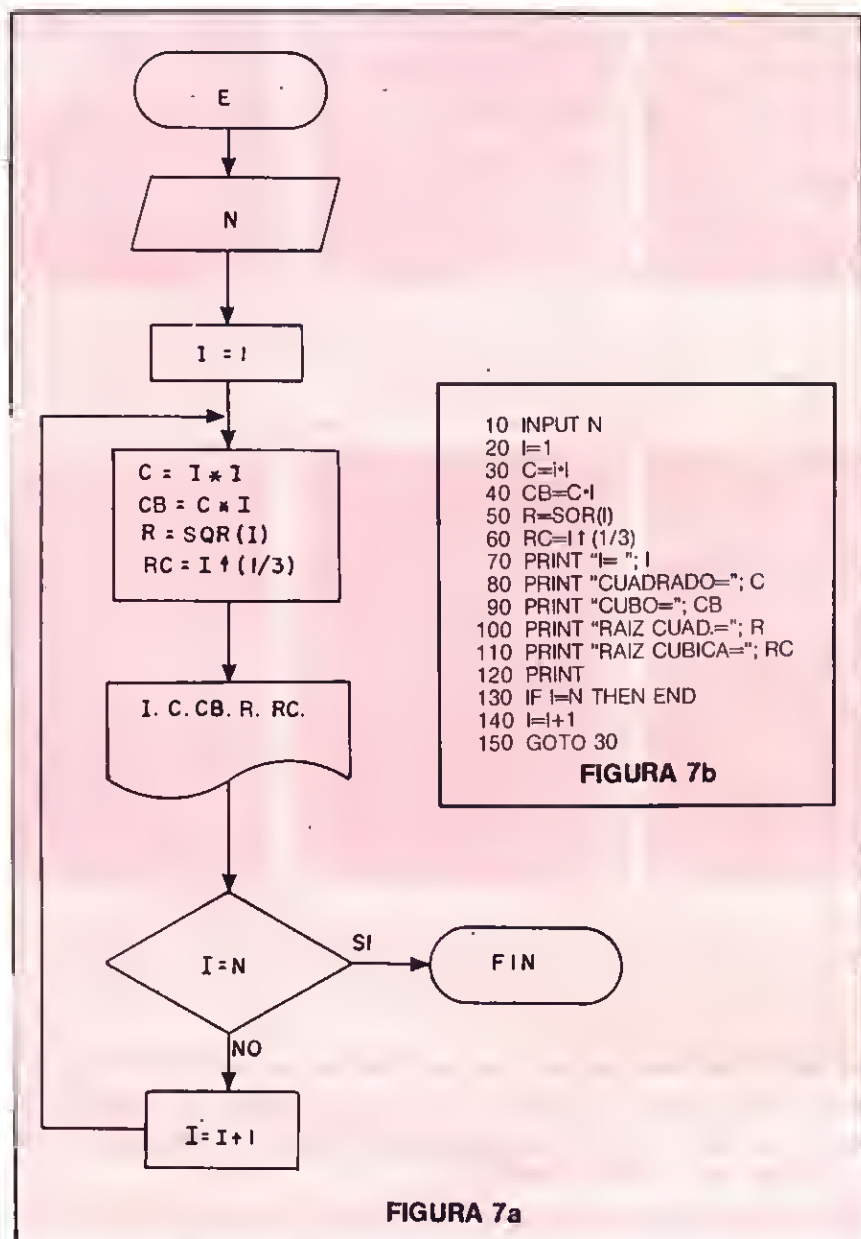 E
N
I = 1
C = I * I
CB = C * I
R = SQR(I)
RC = I ↑ (1/3)
I. C. CB. R. RC.
I = N
SI
FIN
NO
I = I + 1
10 INPUT N
20 I=1
30 C=i*I
40 CB=C*I
50 R=SOR(I)
60 RC=I↑(1/3)
70 PRINT "I= "; I
80 PRINT "CUADRADO="; C
90 PRINT "CUBO="; CB
100 PRINT "RAIZ CUAD.="; R
110 PRINT "RAIZ CUBICA="; RC
120 PRINT
130 IF I=N THEN END
140 I=I+1
150 GOTO 30
FIGURA 7b
FIGURA 7a